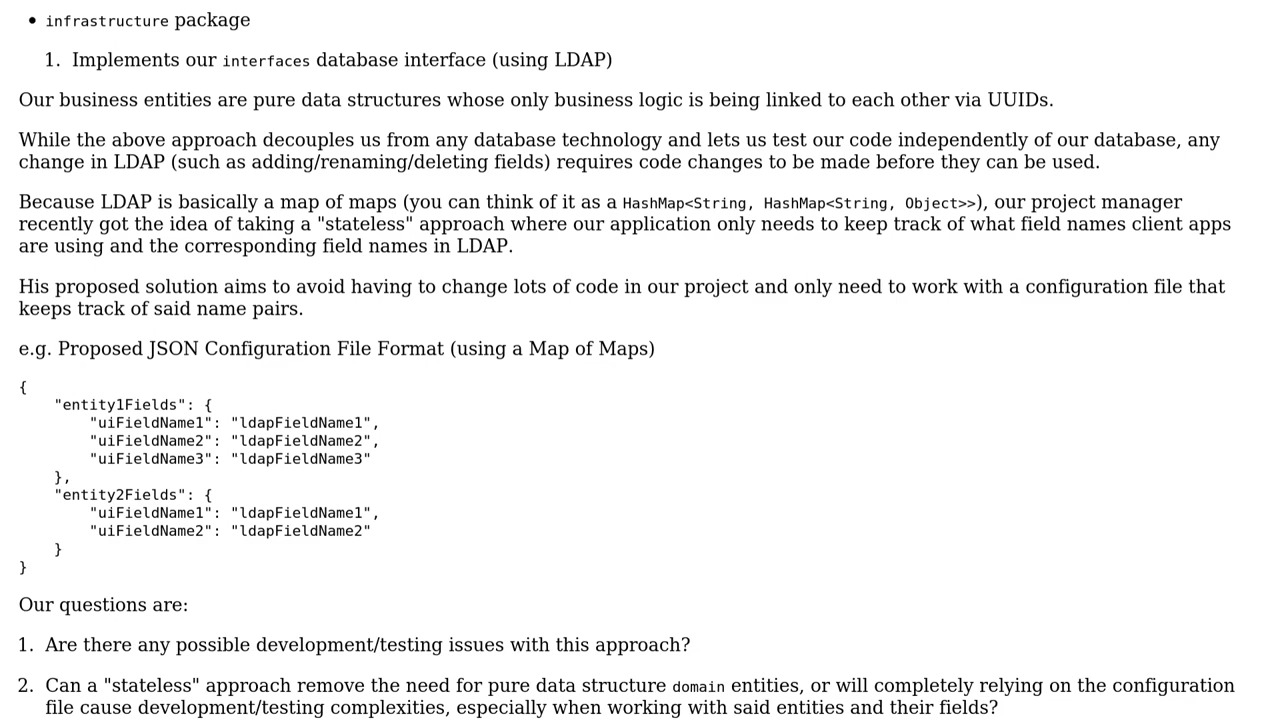 • infrastructure package
1. Implements our interfaces database interface (using LDAP)
Our business entities are pure data structures whose only business logic is being linked to each other via UUIDs.
While the above approach decouples us from any database technology and lets us test our code independently of our database, any
change in LDAP (such as adding/renaming/deleting fields) requires code changes to be made before they can be used.
Because LDAP is basically a map of maps (you can think of it as a HashMap<String, HashMap<String, Object>>), our project manager
recently got the idea of taking a "stateless" approach where our application only needs to keep track of what field names client apps
are using and the corresponding field names in LDAP.
His proposed solution aims to avoid having to change lots of code in our project and only need to work with a configuration file that
keeps track of said name pairs.
e.g. Proposed JSON Configuration File Format (using a Map of Maps)
{
    "entity1Fields": {
        "uiFieldName1": "ldapFieldName1",
        "uiFieldName2": "ldapFieldName2",
        "uiFieldName3": "ldapFieldName3"
    },
    "entity2Fields": {
        "uiFieldName1": "ldapFieldName1",
        "uiFieldName2": "ldapFieldName2"
    }
}
Our questions are:
1. Are there any possible development/testing issues with this approach?
2. Can a "stateless" approach remove the need for pure data structure domain entities, or will completely relying on the configuration
file cause development/testing complexities, especially when working with said entities and their fields?